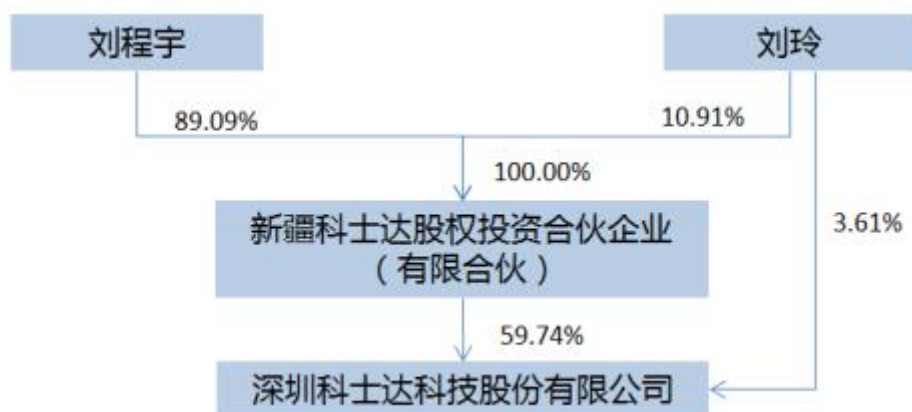 刘程宇
刘玲
89.09%
10.91%
100.00%
新疆科士达股权投资合伙企业
（有限合伙）
3.61%
59.74%
深圳科士达科技股份有限公司